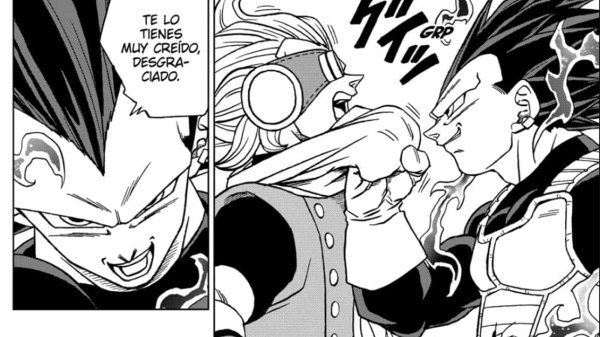 TE LO
TIENES
MUY CREÍDO,
DESGRA-
CIADO.
グイッ
GRP